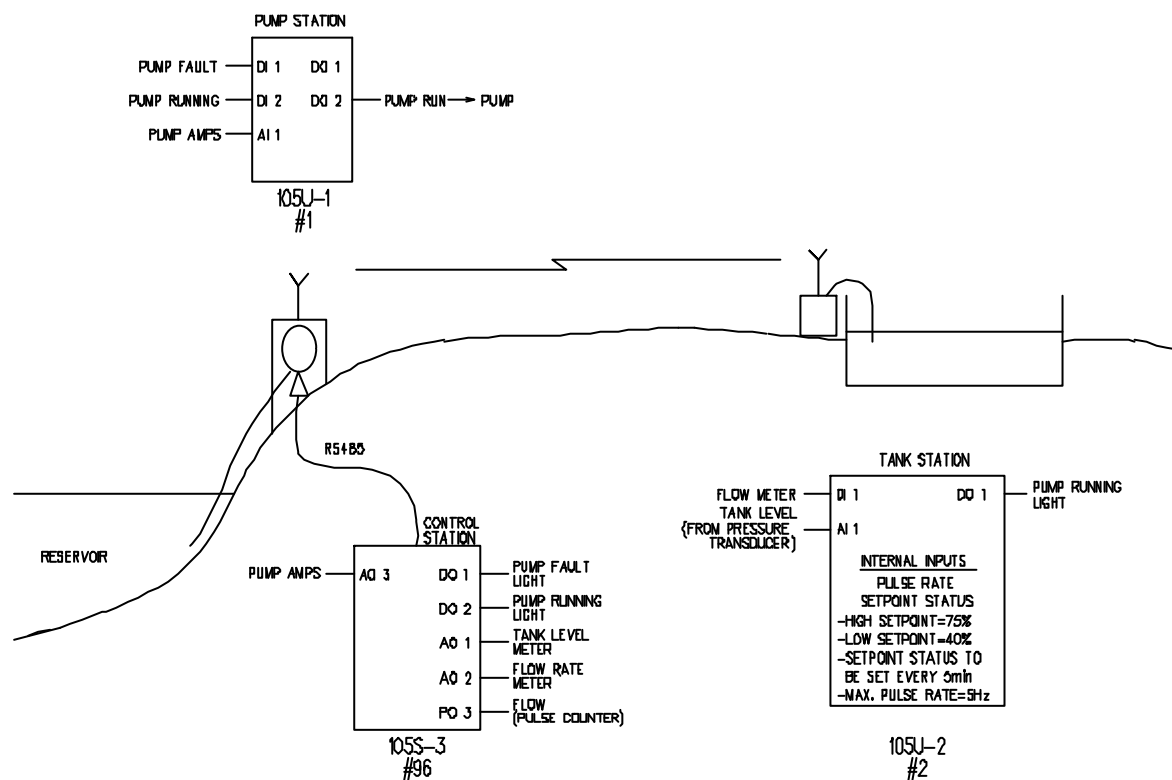 PUMP STATION
PUMP FAULT
DI 1
DO 1
PUMP RUNNING
DI 2
DO 2
PUMP RUN
PUMP
PUMP AMPS
AI 1
105U-1
#1
RS485
RESERVOIR
CONTROL
STATION
PUMP AMPS
AO 3
DO 1
PUMP FAULT
LIGHT
DO 2
PUMP RUNNING
LIGHT
AO 1
TANK LEVEL
METER
AO 2
FLOW RATE
METER
PO 3
FLOW
(PULSE COUNTER)
105S-3
#96
TANK STATION
FLOW METER
DI 1
DO 1
PUMP RUNNING
LIGHT
TANK LEVEL
(FROM PRESSURE
TRANSDUCER)
AI 1
INTERNAL INPUTS
PULSE RATE
SETPOINT STATUS
-HIGH SETPOINT=75%
-LOW SETPOINT=40%
-SETPOINT STATUS TO
BE SET EVERY 5min
-MAX. PULSE RATE=5Hz
105U-2
#2